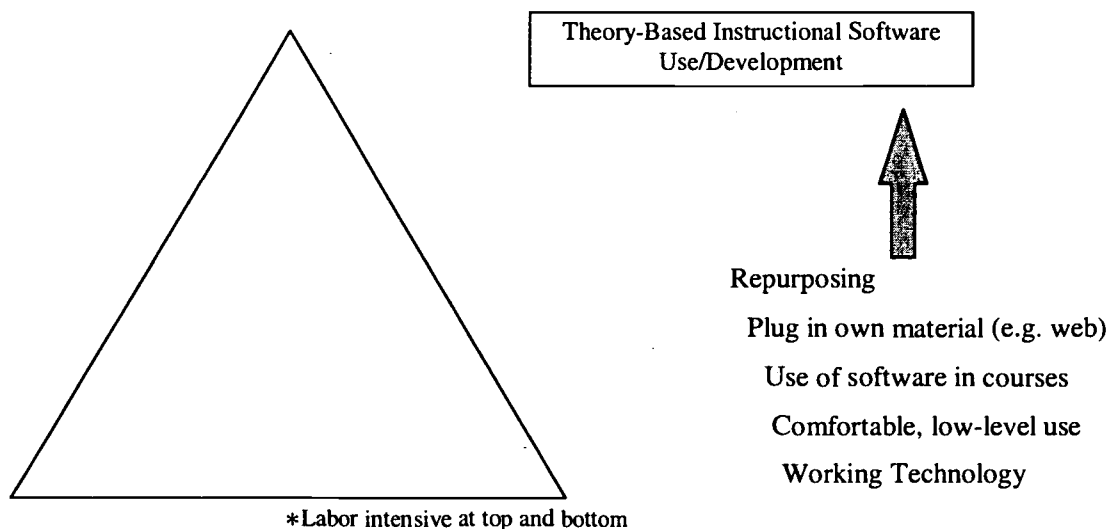 Theory-Based Instructional Software
Use/Development
Repurposing
Plug in own material (e.g. web)
Use of software in courses
Comfortable, low-level use
Working Technology
*Labor intensive at top and bottom